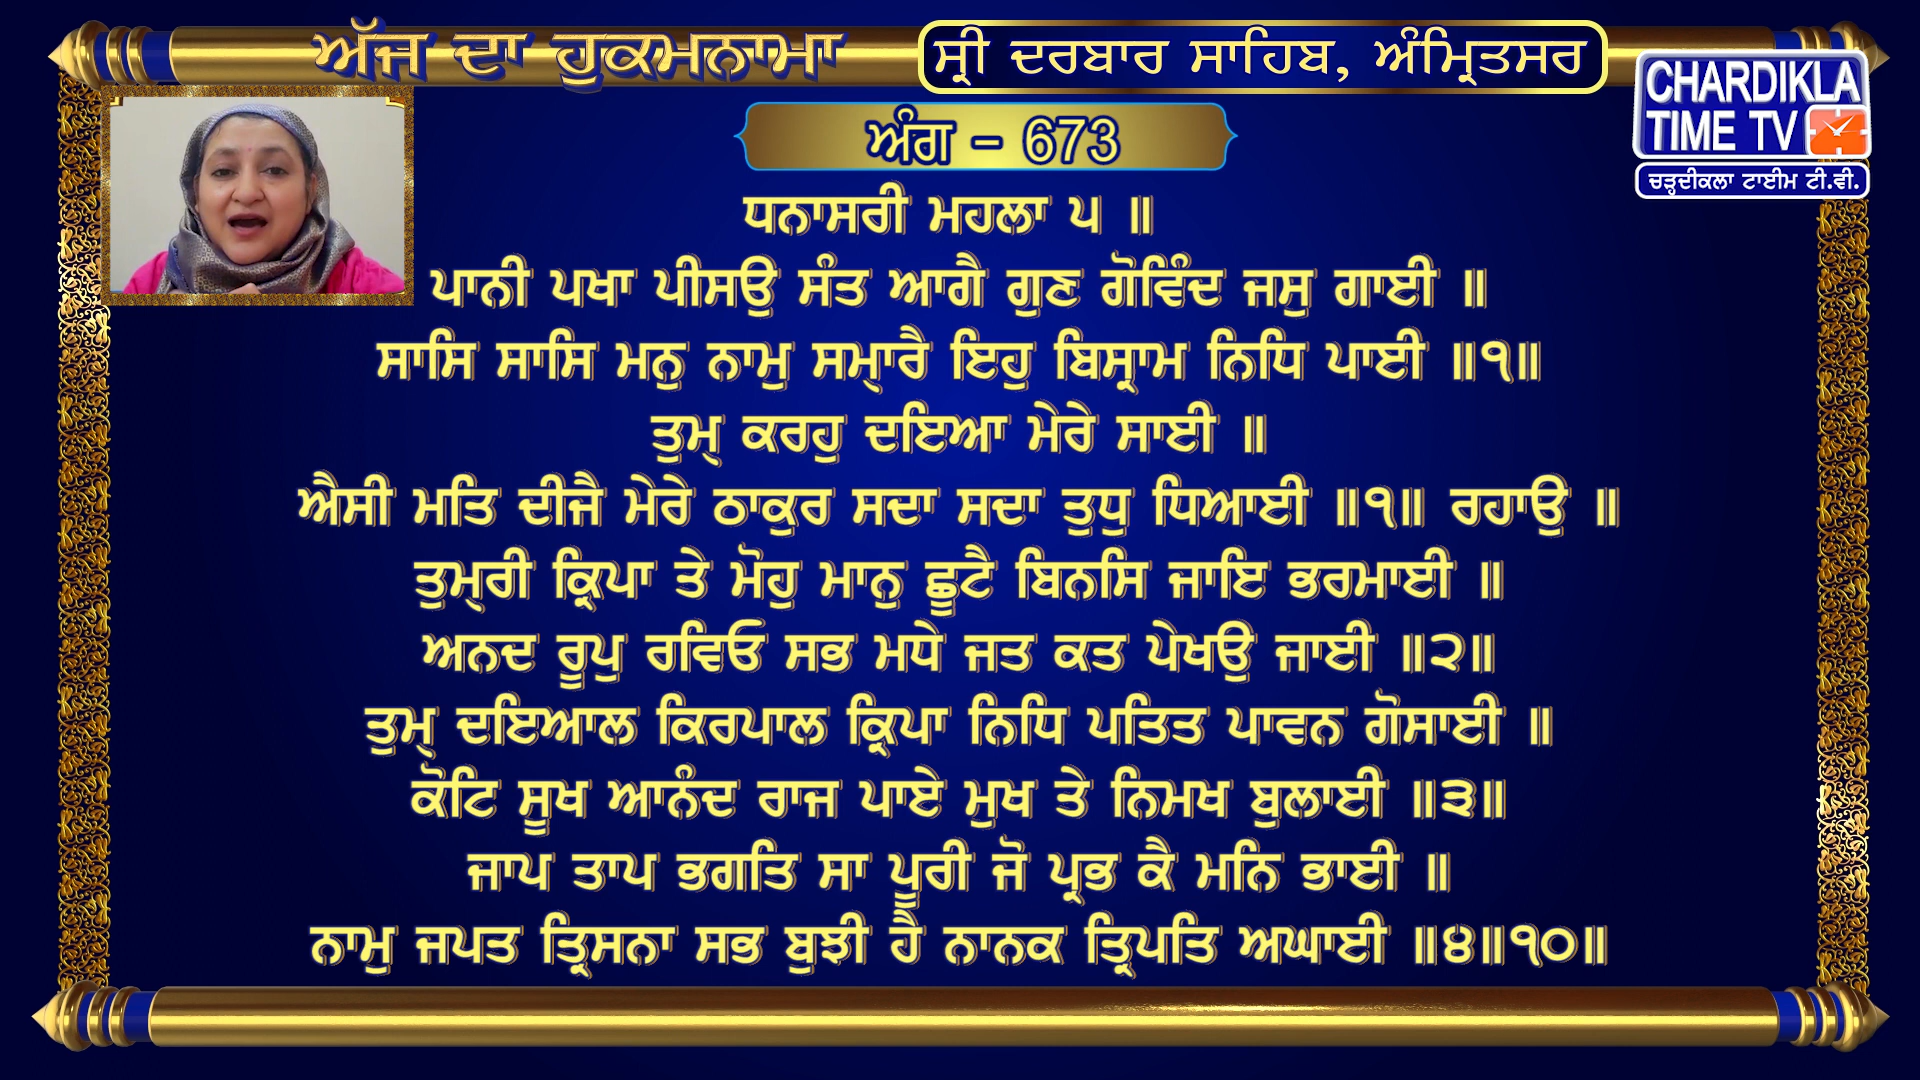 ਅੱਜ ਦਾ ਹੁਕਮਨਾਮਾ
ਸ੍ਰੀ ਦਰਬਾਰ ਸਾਹਿਬ, ਅੰਮ੍ਰਿਤਸਰ
CHARDIKLA
TIME TV
ਚੜ੍ਹਦੀਕਲਾ ਟਾਈਮ ਟੀ.ਵੀ.
ਅੰਗ - 673
ਧਨਾਸਰੀ ਮਹਲਾ ੫ ॥
ਪਾਨੀ ਪਖਾ ਪੀਸਉ ਸੰਤ ਆਗੈ ਗੁਣ ਗੋਵਿੰਦ ਜਸੁ ਗਾਈ ॥
ਸਾਸਿ ਸਾਸਿ ਮਨੁ ਨਾਮੁ ਸਮ੍ਹਾਰੈ ਇਹੁ ਬਿਸ੍ਰਾਮ ਨਿਧਿ ਪਾਈ ॥੧॥
ਤੁਮ੍ਹ ਕਰਹੁ ਦਇਆ ਮੇਰੇ ਸਾਈ ॥
ਐਸੀ ਮਤਿ ਦੀਜੈ ਮੇਰੇ ਠਾਕੁਰ ਸਦਾ ਸਦਾ ਤੁਧੁ ਧਿਆਈ ॥੧॥ ਰਹਾਉ ॥
ਤੁਮ੍ਹਰੀ ਕ੍ਰਿਪਾ ਤੇ ਮੋਹੁ ਮਾਨੁ ਛੂਟੈ ਬਿਨਸਿ ਜਾਇ ਭਰਮਾਈ ॥
ਅਨਦ ਰੂਪੁ ਰਵਿਓ ਸਭ ਮਧੇ ਜਤ ਕਤ ਪੇਖਉ ਜਾਈ ॥੨॥
ਤੁਮ੍ਹ ਦਇਆਲ ਕਿਰਪਾਲ ਕ੍ਰਿਪਾ ਨਿਧਿ ਪਤਿਤ ਪਾਵਨ ਗੋਸਾਈ ॥
ਕੋਟਿ ਸੂਖ ਆਨੰਦ ਰਾਜ ਪਾਏ ਮੁਖ ਤੇ ਨਿਮਖ ਬੁਲਾਈ ॥੩॥
ਜਾਪ ਤਾਪ ਭਗਤਿ ਸਾ ਪੂਰੀ ਜੋ ਪ੍ਰਭ ਕੈ ਮਨਿ ਭਾਈ ॥
ਨਾਮੁ ਜਪਤ ਤ੍ਰਿਸਨਾ ਸਭ ਬੁਝੀ ਹੈ ਨਾਨਕ ਤ੍ਰਿਪਤਿ ਅਘਾਈ ॥੪॥੧੦॥